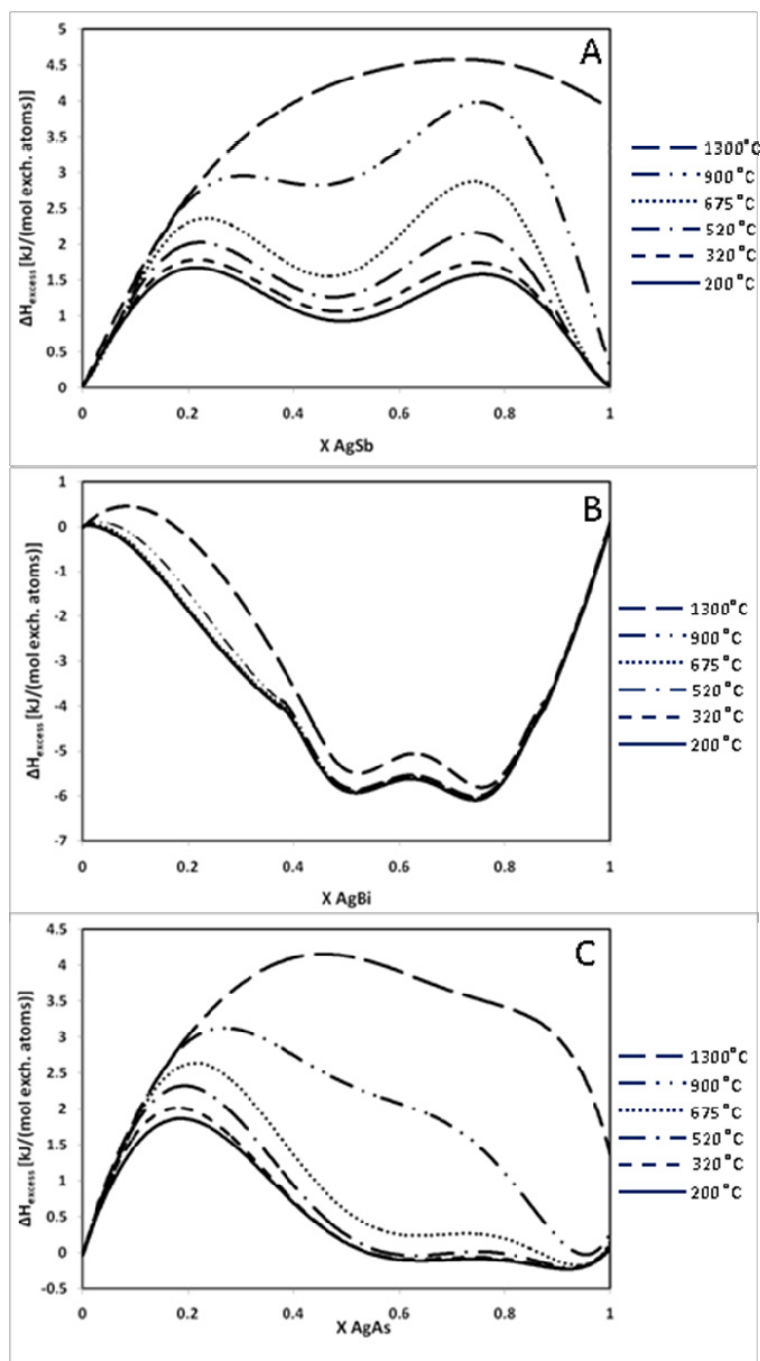 A
5
4.5
4
3.5
3
2.5
2
1.5
1
0.5
0
ΔHexcess [kJ/(mol exch. atoms)]
0 0.2 0.4 0.6 0.8 1
X AgSb
1300°C
900°C
675°C
520°C
320°C
200°C
B
1
0
-1
-2
-3
-4
-5
-6
-7
ΔHexcess [kJ/(mol exch. atoms)]
0 0.2 0.4 0.6 0.8 1
X AgBi
1300°C
900°C
675°C
520°C
320°C
200°C
C
4.5
4
3.5
3
2.5
2
1.5
1
0.5
0
-0.5
ΔHexcess [kJ/(mol exch. atoms)]
0 0.2 0.4 0.6 0.8 1
X AgAs
1300°C
900°C
675°C
520°C
320°C
200°C